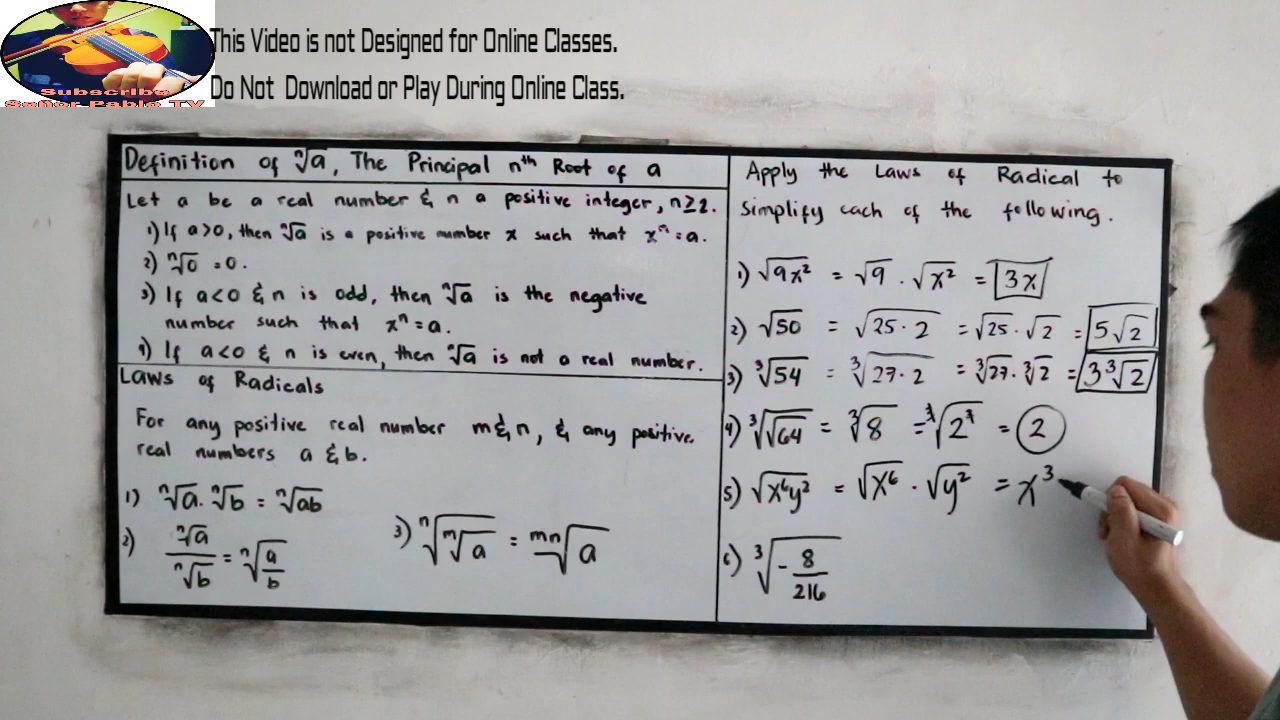 This Video is not Designed for Online Classes.
Do Not Download or Play During Online Class.
Subscribe
Señor Pablo TV
Definition of ⁿ√a, The Principal nᵗʰ Root of a
Let a be a real number & n a positive integer, n≥2.
1) If a>0, then ⁿ√a is a positive number x such that xⁿ=a.
2) ⁿ√0 =0.
3) If a<0 & n is odd, then ⁿ√a is the negative
number such that xⁿ=a.
4) If a<0 & n is even, then ⁿ√a is not a real number.
Laws of Radicals
For any positive real number m&n, & any positive
real numbers a & b.
1) ⁿ√a · ⁿ√b = ⁿ√ab
2) ⁿ√a / ⁿ√b = ⁿ√(a/b)
3) ⁿ√(ᵐ√a) = ᵐⁿ√a
Apply the Laws of Radical to
simplify each of the following.
1) √9x² = √9 · √x² = 3x
2) √50 = √25·2 = √25 · √2 = 5√2
3) ³√54 = ³√27·2 = ³√27 · ³√2 = 3³√2
4) ³√√64 = ³√8 = ³√2³ = 2
5) √x⁶y² = √x⁶ · √y² = x³
6) ³√(-8/216)